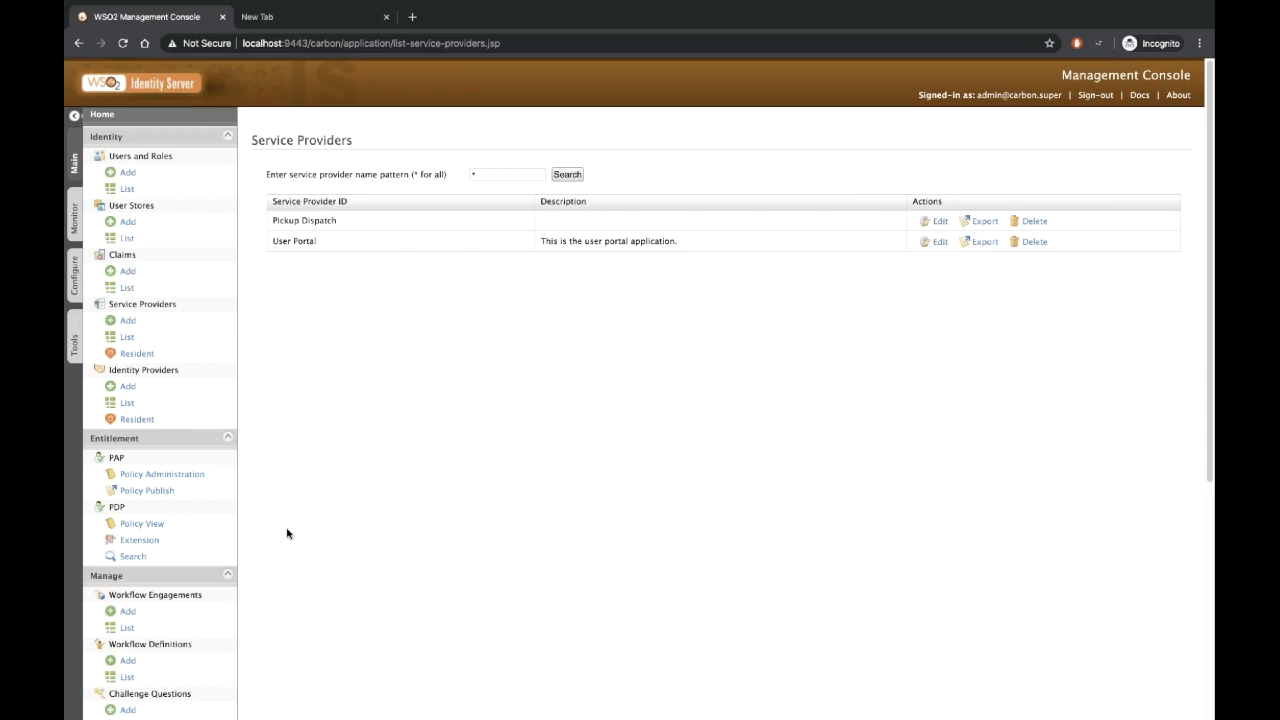 WSO2 Management Console
New Tab
Not Secure
localhost:9443/carbon/application/list-service-providers.jsp
Incognito
WSO2 Identity Server
Management Console
Signed-in as: admin@carbon.super | Sign-out | Docs | About
Main
Monitor
Configure
Tools
Home
Identity
Users and Roles
Add
List
User Stores
Add
List
Claims
Add
List
Service Providers
Add
List
Resident
Identity Providers
Add
List
Resident
Entitlement
PAP
Policy Administration
Policy Publish
PDP
Policy View
Extension
Search
Manage
Workflow Engagements
Add
List
Workflow Definitions
Add
List
Challenge Questions
Add
Service Providers
Enter service provider name pattern (* for all) * Search
Service Provider ID Description Actions
Pickup Dispatch Edit Export Delete
User Portal This is the user portal application. Edit Export Delete